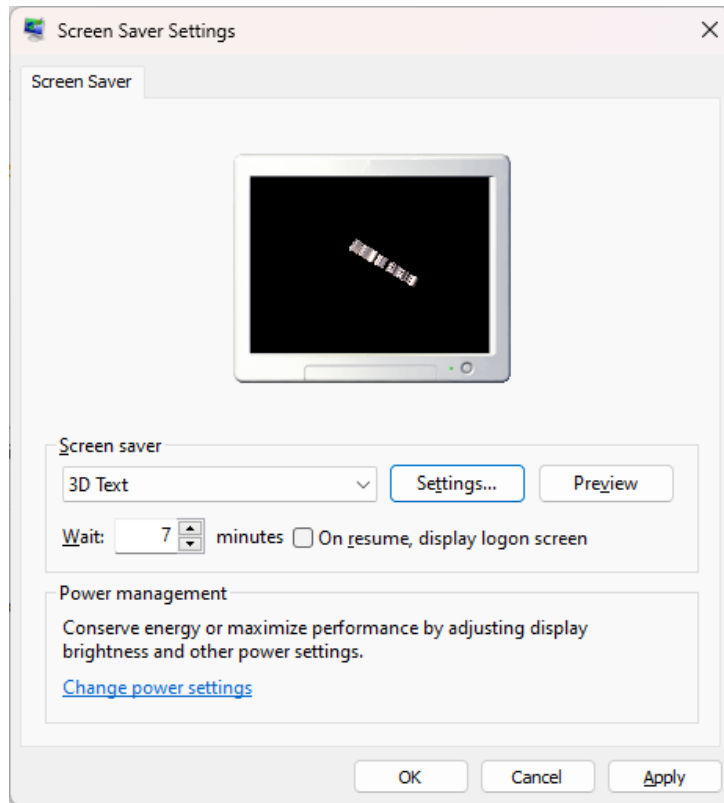 Screen Saver Settings
Screen Saver
Screen saver
3D Text
Settings...
Preview
Wait: 7 minutes
On resume, display logon screen
Power management
Conserve energy or maximize performance by adjusting display
brightness and other power settings.
Change power settings
OK
Cancel
Apply